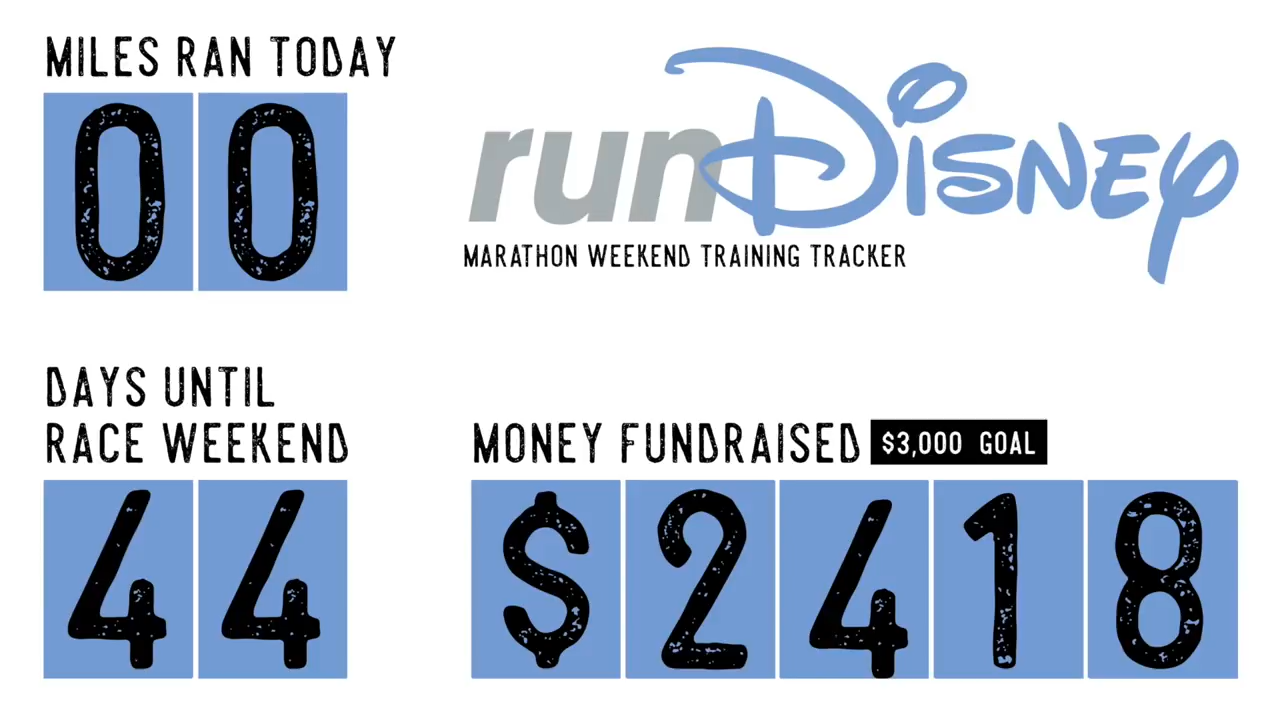 MILES RAN TODAY
00
runDisney
MARATHON WEEKEND TRAINING TRACKER
DAYS UNTIL
RACE WEEKEND
44
MONEY FUNDRAISED $3,000 GOAL
$2418